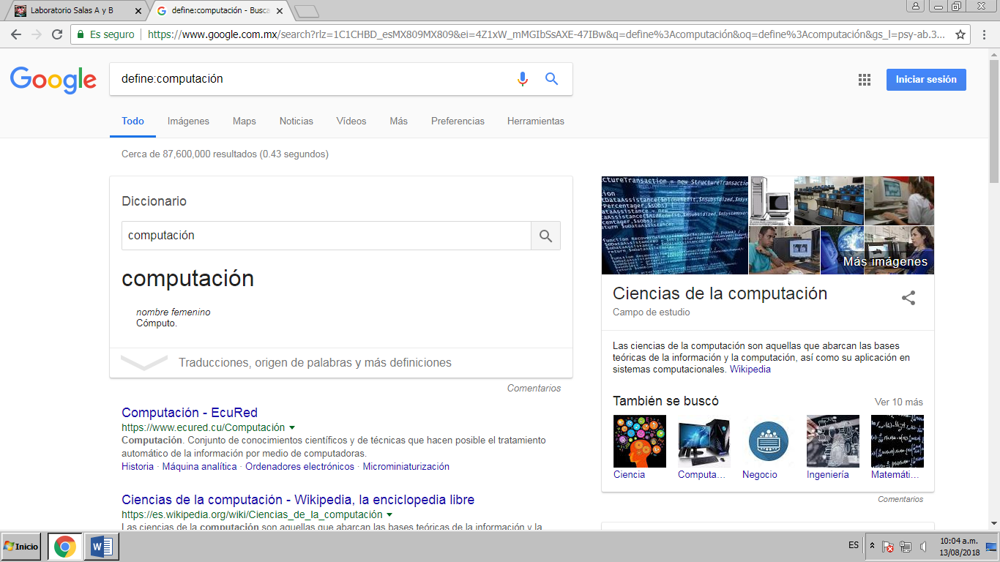 Laboratorio Salas A y B
define:computación - Busca
Es seguro
https://www.google.com.mx/search?rlz=1C1CHBD_esMX809MX809&ei=4Z1xW_mMGIbSsAXE-47IBw&q=define%3Acomputación&oq=define%3Acomputación&gs_l=psy-ab.3...
Google
define:computación
Iniciar sesión
Todo Imágenes Maps Noticias Vídeos Más Preferencias Herramientas
Cerca de 87,600,000 resultados (0.43 segundos)
Diccionario
computación
computación
nombre femenino
Cómputo.
Traducciones, origen de palabras y más definiciones
Comentarios
Computación - EcuRed
https://www.ecured.cu/Computación
Computación. Conjunto de conocimientos científicos y de técnicas que hacen posible el tratamiento
automático de la información por medio de computadoras.
Historia · Máquina analítica · Ordenadores electrónicos · Microminiaturización
Ciencias de la computación - Wikipedia, la enciclopedia libre
https://es.wikipedia.org/wiki/Ciencias_de_la_computación
Las ciencias de la computación son aquellas que abarcan las bases teóricas de la información y la
Más imágenes
Ciencias de la computación
Campo de estudio
Las ciencias de la computación son aquellas que abarcan las bases
teóricas de la información y la computación, así como su aplicación en
sistemas computacionales. Wikipedia
También se buscó
Ver 10 más
Ciencia Computa... Negocio Ingeniería Matemáti...
Comentarios
Inicio
ES
10:04 a.m.
13/08/2018